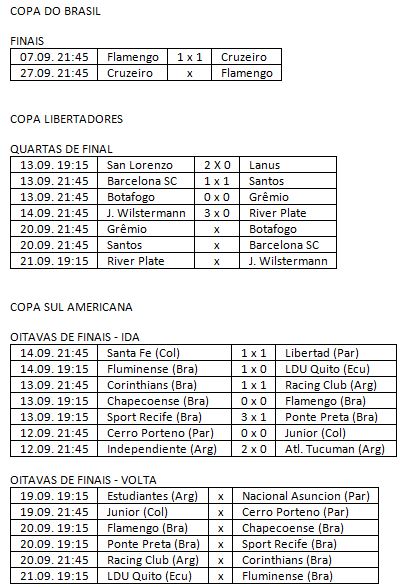 COPA DO BRASIL
FINAIS
07.09. 21:45 Flamengo 1 x 1 Cruzeiro
27.09. 21:45 Cruzeiro x Flamengo
COPA LIBERTADORES
QUARTAS DE FINAL
13.09. 19:15 San Lorenzo 2 X 0 Lanus
13.09. 21:45 Barcelona SC 1 x 1 Santos
13.09. 21:45 Botafogo 0 x 0 Grêmio
14.09. 21:45 J. Wilstermann 3 x 0 River Plate
20.09. 21:45 Grêmio x Botafogo
20.09. 21:45 Santos x Barcelona SC
21.09. 19:15 River Plate x J. Wilstermann
COPA SUL AMERICANA
OITAVAS DE FINAIS - IDA
14.09. 21:45 Santa Fe (Col) 1 x 1 Libertad (Par)
14.09. 19:15 Fluminense (Bra) 1 x 0 LDU Quito (Ecu)
13.09. 21:45 Corinthians (Bra) 1 x 1 Racing Club (Arg)
13.09. 19:15 Chapecoense (Bra) 0 x 0 Flamengo (Bra)
13.09. 19:15 Sport Recife (Bra) 3 x 1 Ponte Preta (Bra)
12.09. 21:45 Cerro Porteno (Par) 0 x 0 Junior (Col)
12.09. 21:45 Independiente (Arg) 2 x 0 Atl. Tucuman (Arg)
OITAVAS DE FINAIS - VOLTA
19.09. 19:15 Estudiantes (Arg) x Nacional Asuncion (Par)
19.09. 21:45 Junior (Col) x Cerro Porteno (Par)
20.09. 19:15 Flamengo (Bra) x Chapecoense (Bra)
20.09. 19:15 Ponte Preta (Bra) x Sport Recife (Bra)
20.09. 21:45 Racing Club (Arg) x Corinthians (Bra)
21.09. 19:15 LDU Quito (Ecu) x Fluminense (Bra)